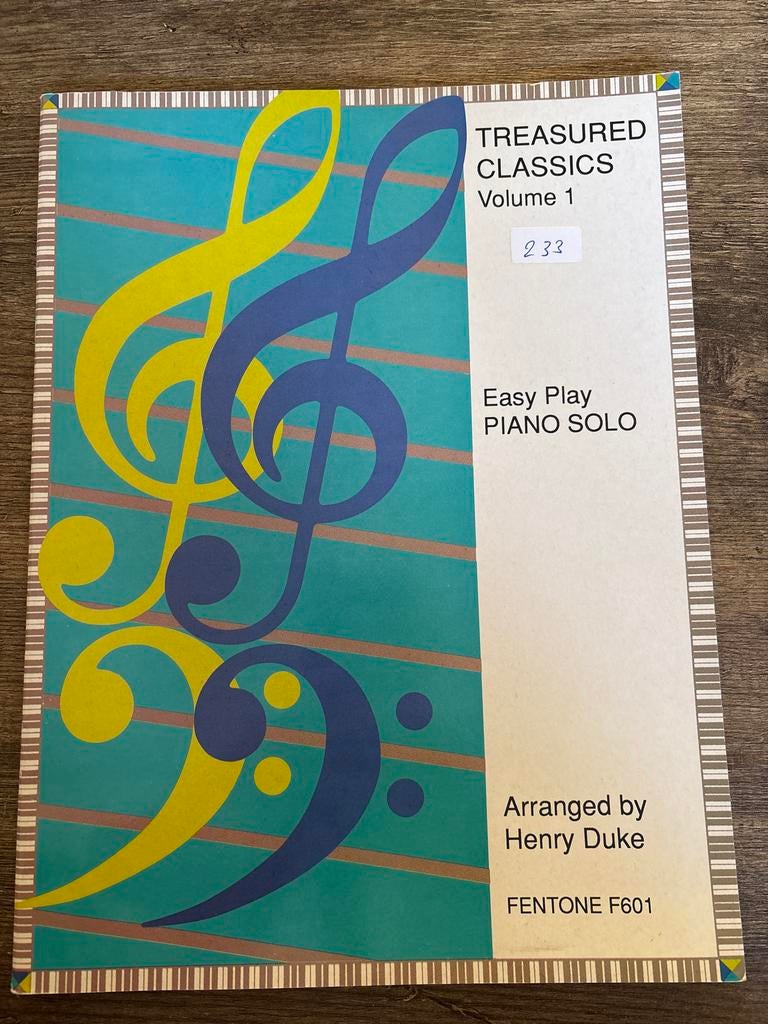 TREASURED
CLASSICS
Volume 1
233
Easy Play
PIANO SOLO
Arranged by
Henry Duke
FENTONE F601